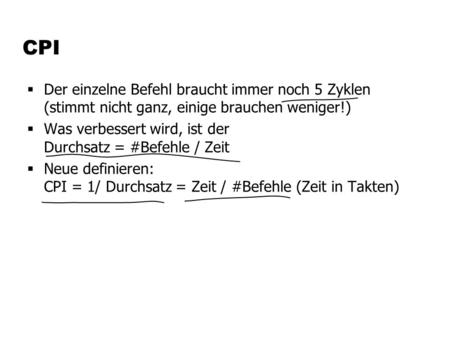 CPI
▪ Der einzelne Befehl braucht immer noch 5 Zyklen
(stimmt nicht ganz, einige brauchen weniger!)
▪ Was verbessert wird, ist der
Durchsatz = #Befehle / Zeit
▪ Neue definieren:
CPI = 1/ Durchsatz = Zeit / #Befehle (Zeit in Takten)